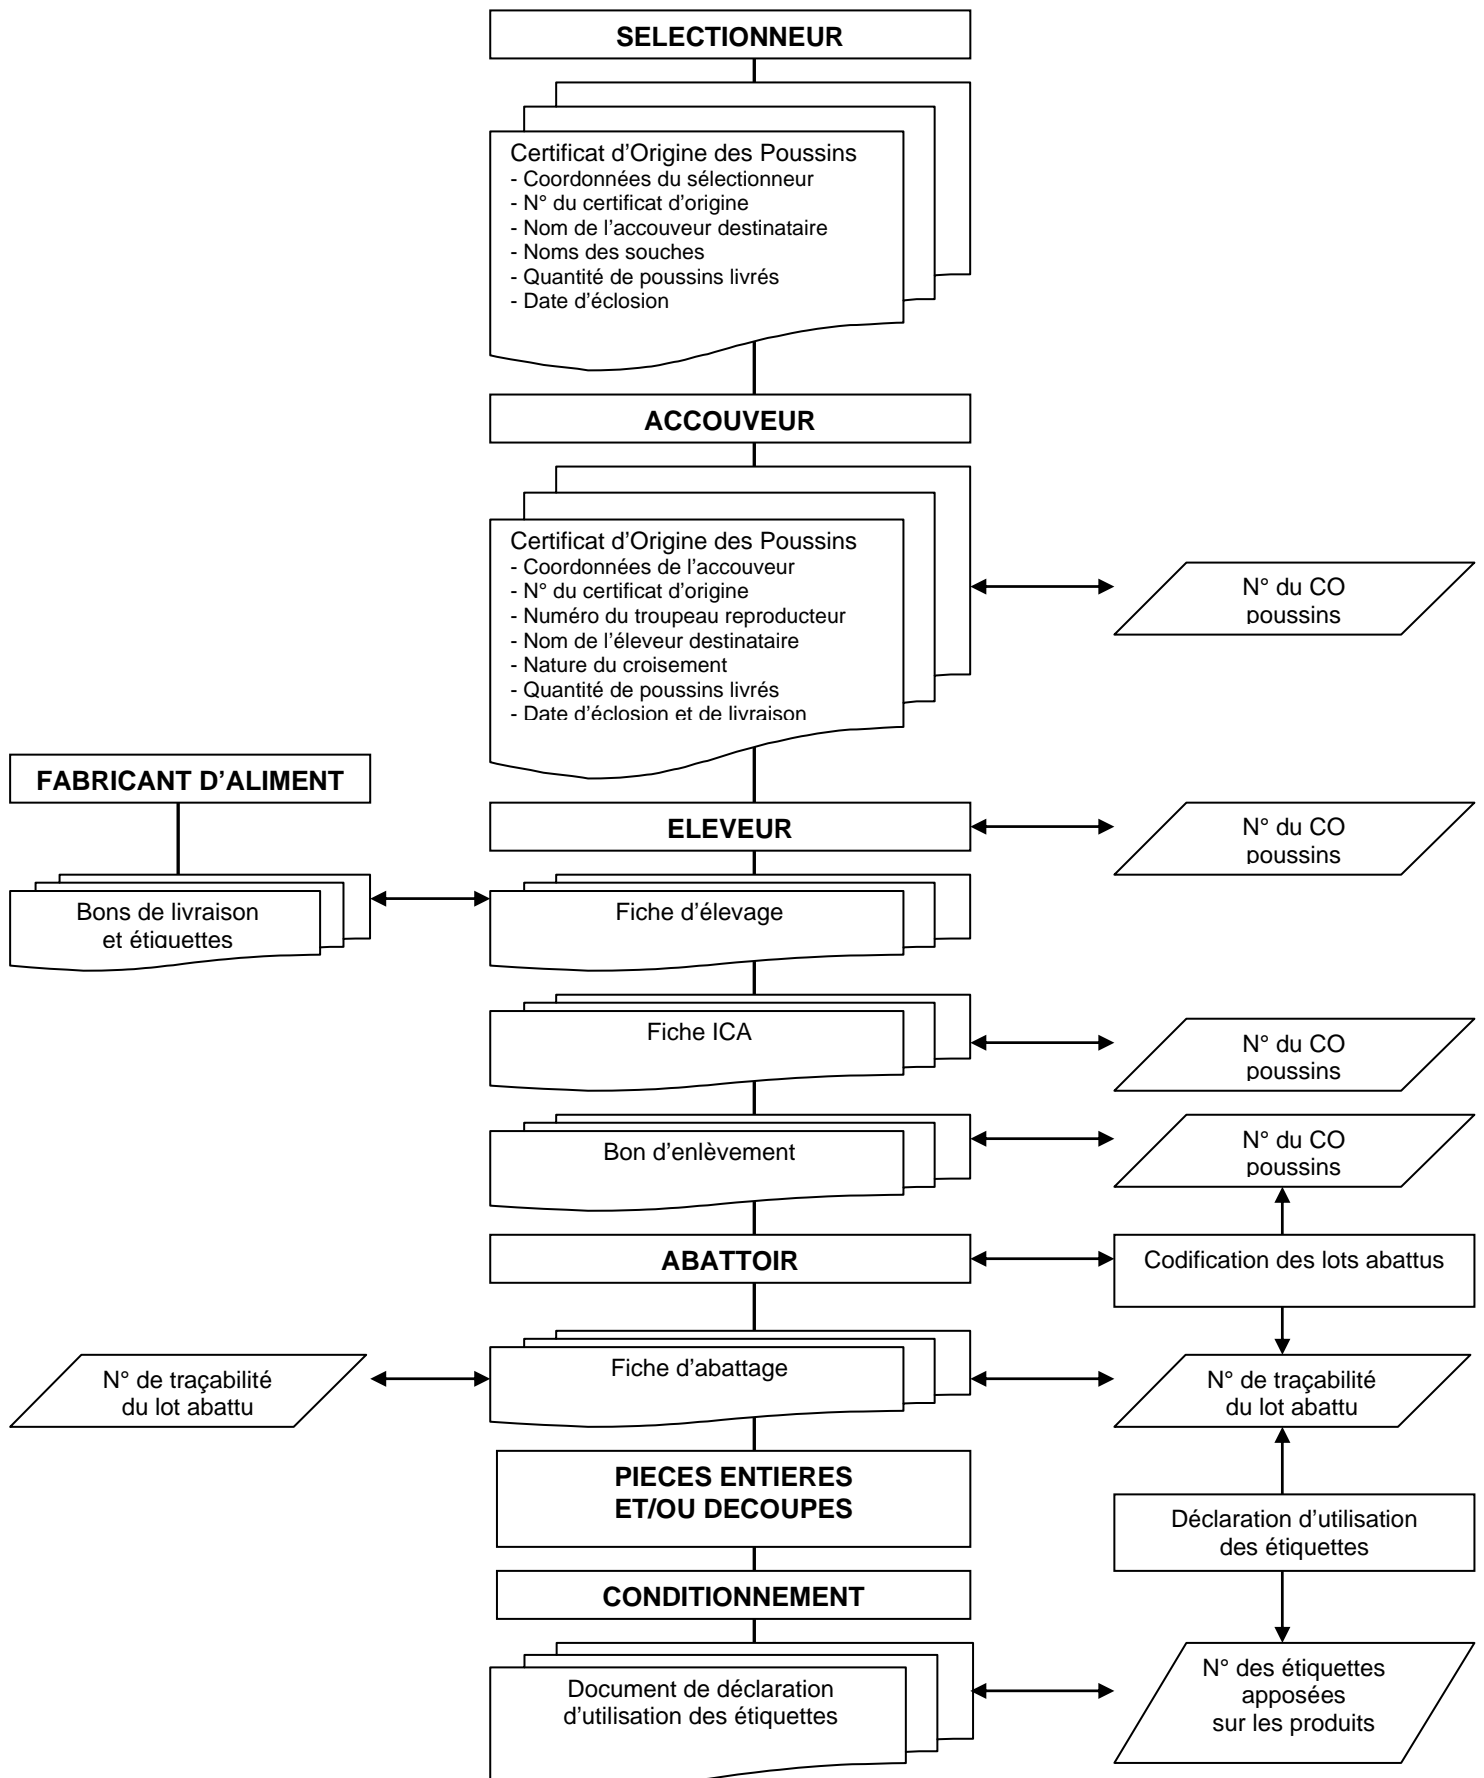 SELECTIONNEUR
Certificat d’Origine des Poussins
- Coordonnées du sélectionneur
- N° du certificat d’origine
- Nom de l’accouveur destinataire
- Noms des souches
- Quantité de poussins livrés
- Date d’éclosion
ACCOUVEUR
Certificat d’Origine des Poussins
- Coordonnées de l’accouveur
- N° du certificat d’origine
- Numéro du troupeau reproducteur
- Nom de l’éleveur destinataire
- Nature du croisement
- Quantité de poussins livrés
- Date d’éclosion et de livraison
N° du CO
poussins
FABRICANT D’ALIMENT
ELEVEUR
N° du CO
poussins
Bons de livraison
et étiquettes
Fiche d’élevage
Fiche ICA
N° du CO
poussins
Bon d’enlèvement
N° du CO
poussins
ABATTOIR
Codification des lots abattus
N° de traçabilité
du lot abattu
Fiche d’abattage
N° de traçabilité
du lot abattu
PIECES ENTIERES
ET/OU DECOUPES
Déclaration d’utilisation
des étiquettes
CONDITIONNEMENT
Document de déclaration
d’utilisation des étiquettes
N° des étiquettes
apposées
sur les produits